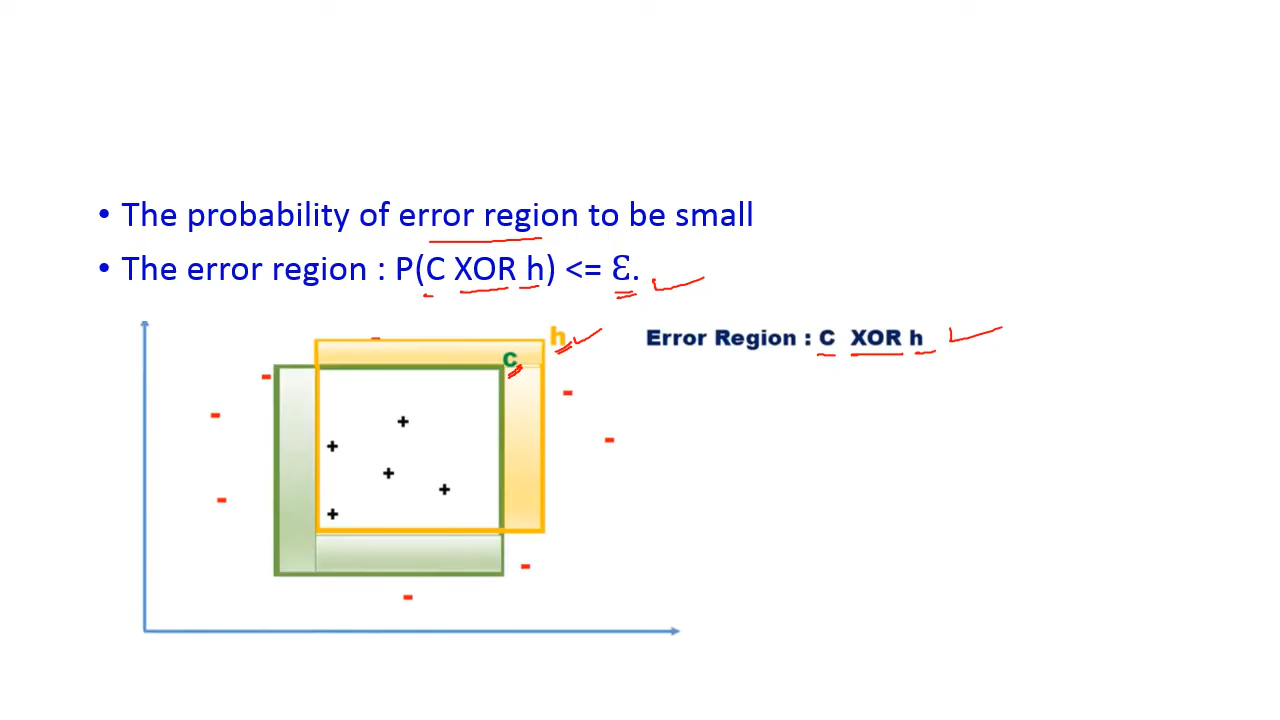 • The probability of error region to be small
• The error region : P(C XOR h) <= Ɛ.
h
Error Region : C XOR h
C